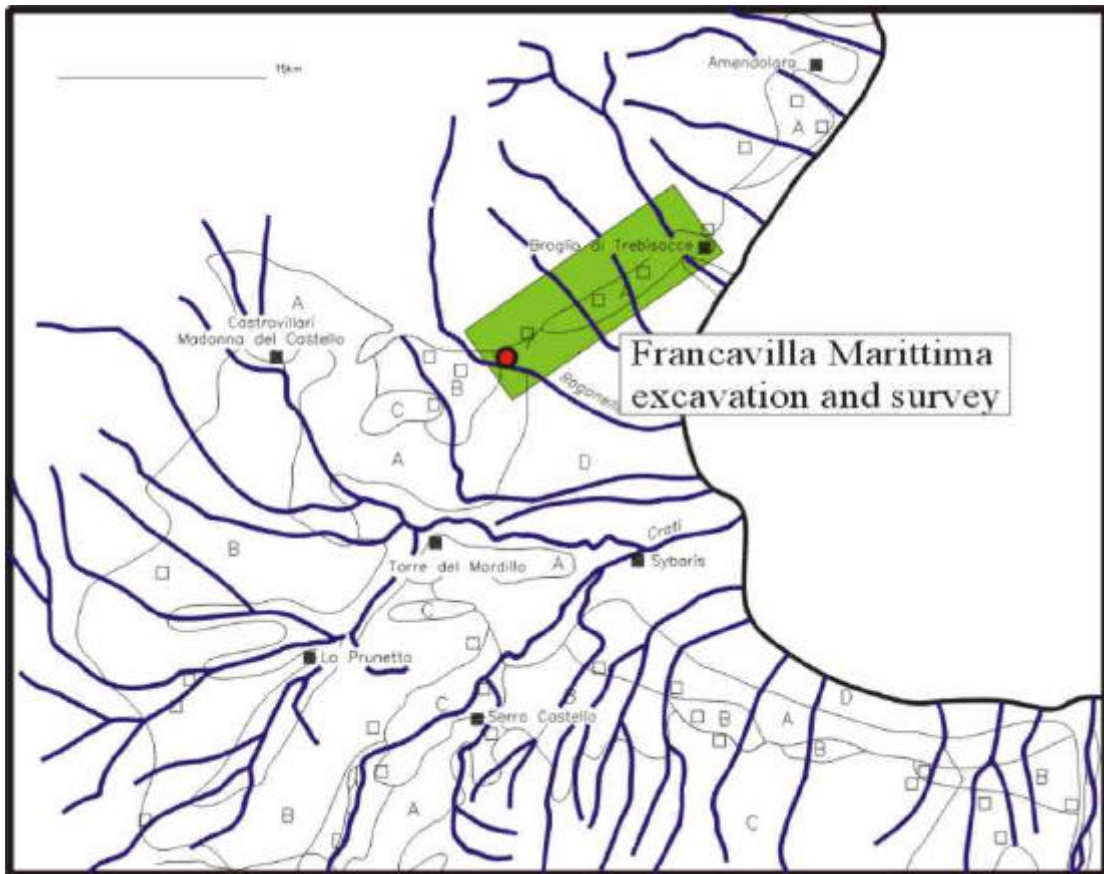 15km
Amendolara
A
Broglio di Trebisacce
A
A
Castrovillari
Madonna del Castello
Francavilla Marittima
excavation and survey
B
C
A
D
Crati
B
Torre del Mordillo
A
Sybaris
C
La Prunetta
C
Serra Castello
B
D
B
A
B
B
B
A
C